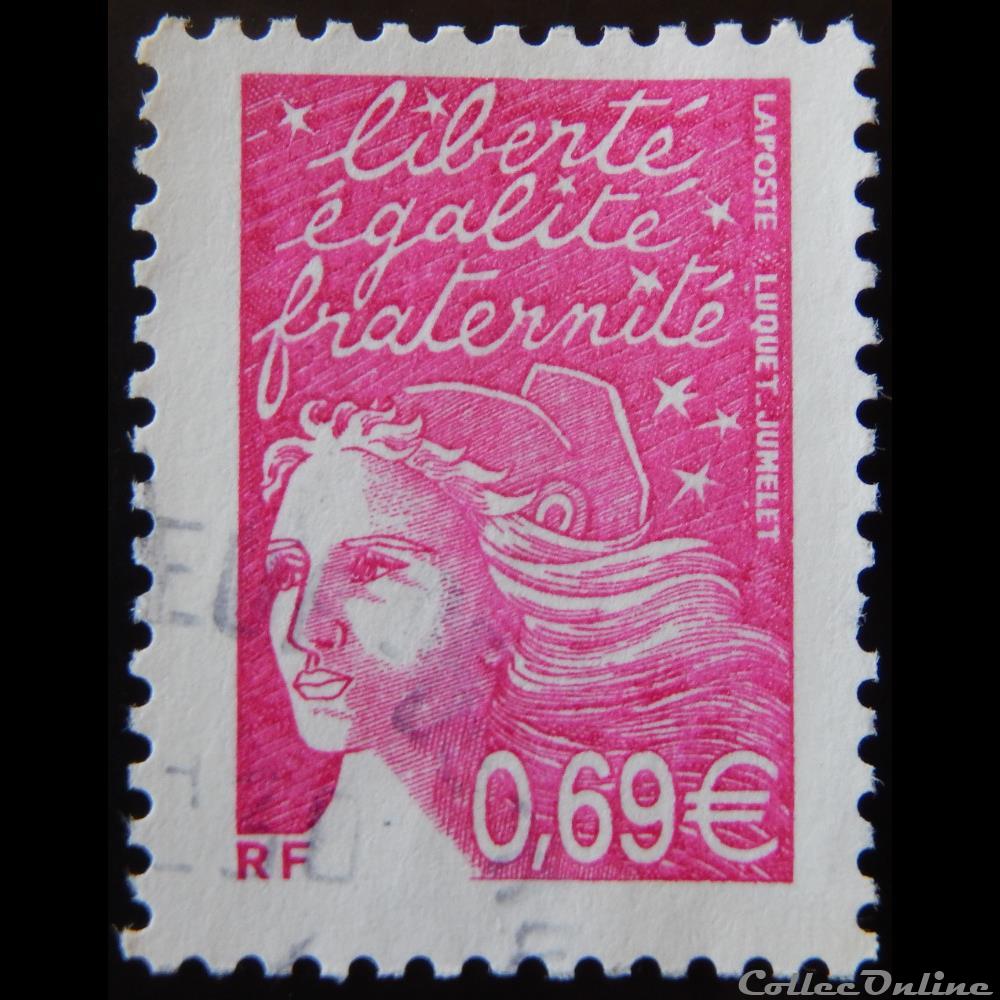 liberté
égalité
fraternité
LAPOSTE LUQUET-JUMELET
0,69€
RF
CollecOnline